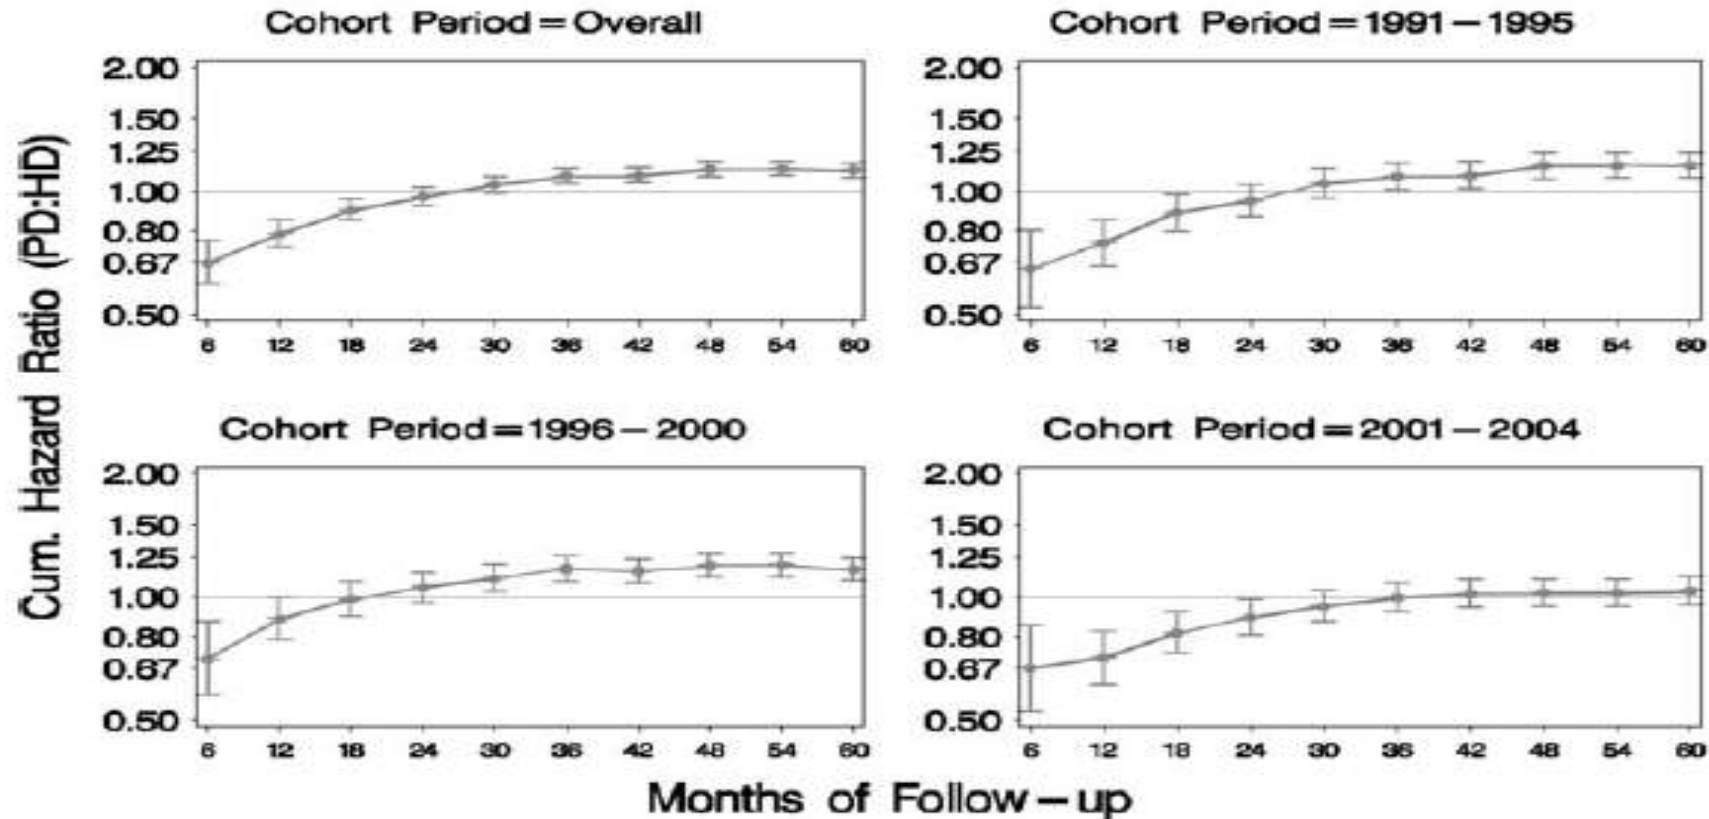 Cohort Period=Overall
2.00
1.50
1.25
1.00
0.80
0.67
0.50
6 12 18 24 30 36 42 48 54 60
Cohort Period=1991-1995
2.00
1.50
1.25
1.00
0.80
0.67
0.50
6 12 18 24 30 36 42 48 54 60
Cum. Hazard Ratio (PD:HD)
Cohort Period=1996-2000
2.00
1.50
1.25
1.00
0.80
0.67
0.50
6 12 18 24 30 36 42 48 54 60
Cohort Period=2001-2004
2.00
1.50
1.25
1.00
0.80
0.67
0.50
6 12 18 24 30 36 42 48 54 60
Months of Follow-up